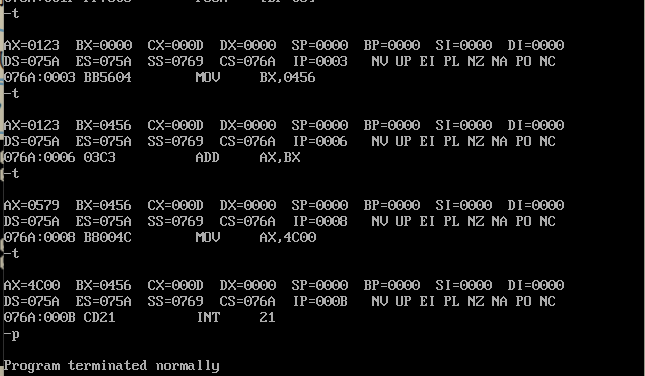 -t
AX=0123 BX=0000 CX=000D DX=0000 SP=0000 BP=0000 SI=0000 DI=0000
DS=075A ES=075A SS=0769 CS=076A IP=0003 NV UP EI PL NZ NA PO NC
076A:0003 BB5604 MOV BX,0456
-t
AX=0123 BX=0456 CX=000D DX=0000 SP=0000 BP=0000 SI=0000 DI=0000
DS=075A ES=075A SS=0769 CS=076A IP=0006 NV UP EI PL NZ NA PO NC
076A:0006 03C3 ADD AX,BX
-t
AX=0579 BX=0456 CX=000D DX=0000 SP=0000 BP=0000 SI=0000 DI=0000
DS=075A ES=075A SS=0769 CS=076A IP=0008 NV UP EI PL NZ NA PO NC
076A:0008 B8004C MOV AX,4C00
-t
AX=4C00 BX=0456 CX=000D DX=0000 SP=0000 BP=0000 SI=0000 DI=0000
DS=075A ES=075A SS=0769 CS=076A IP=000B NV UP EI PL NZ NA PO NC
076A:000B CD21 INT 21
-p
Program terminated normally